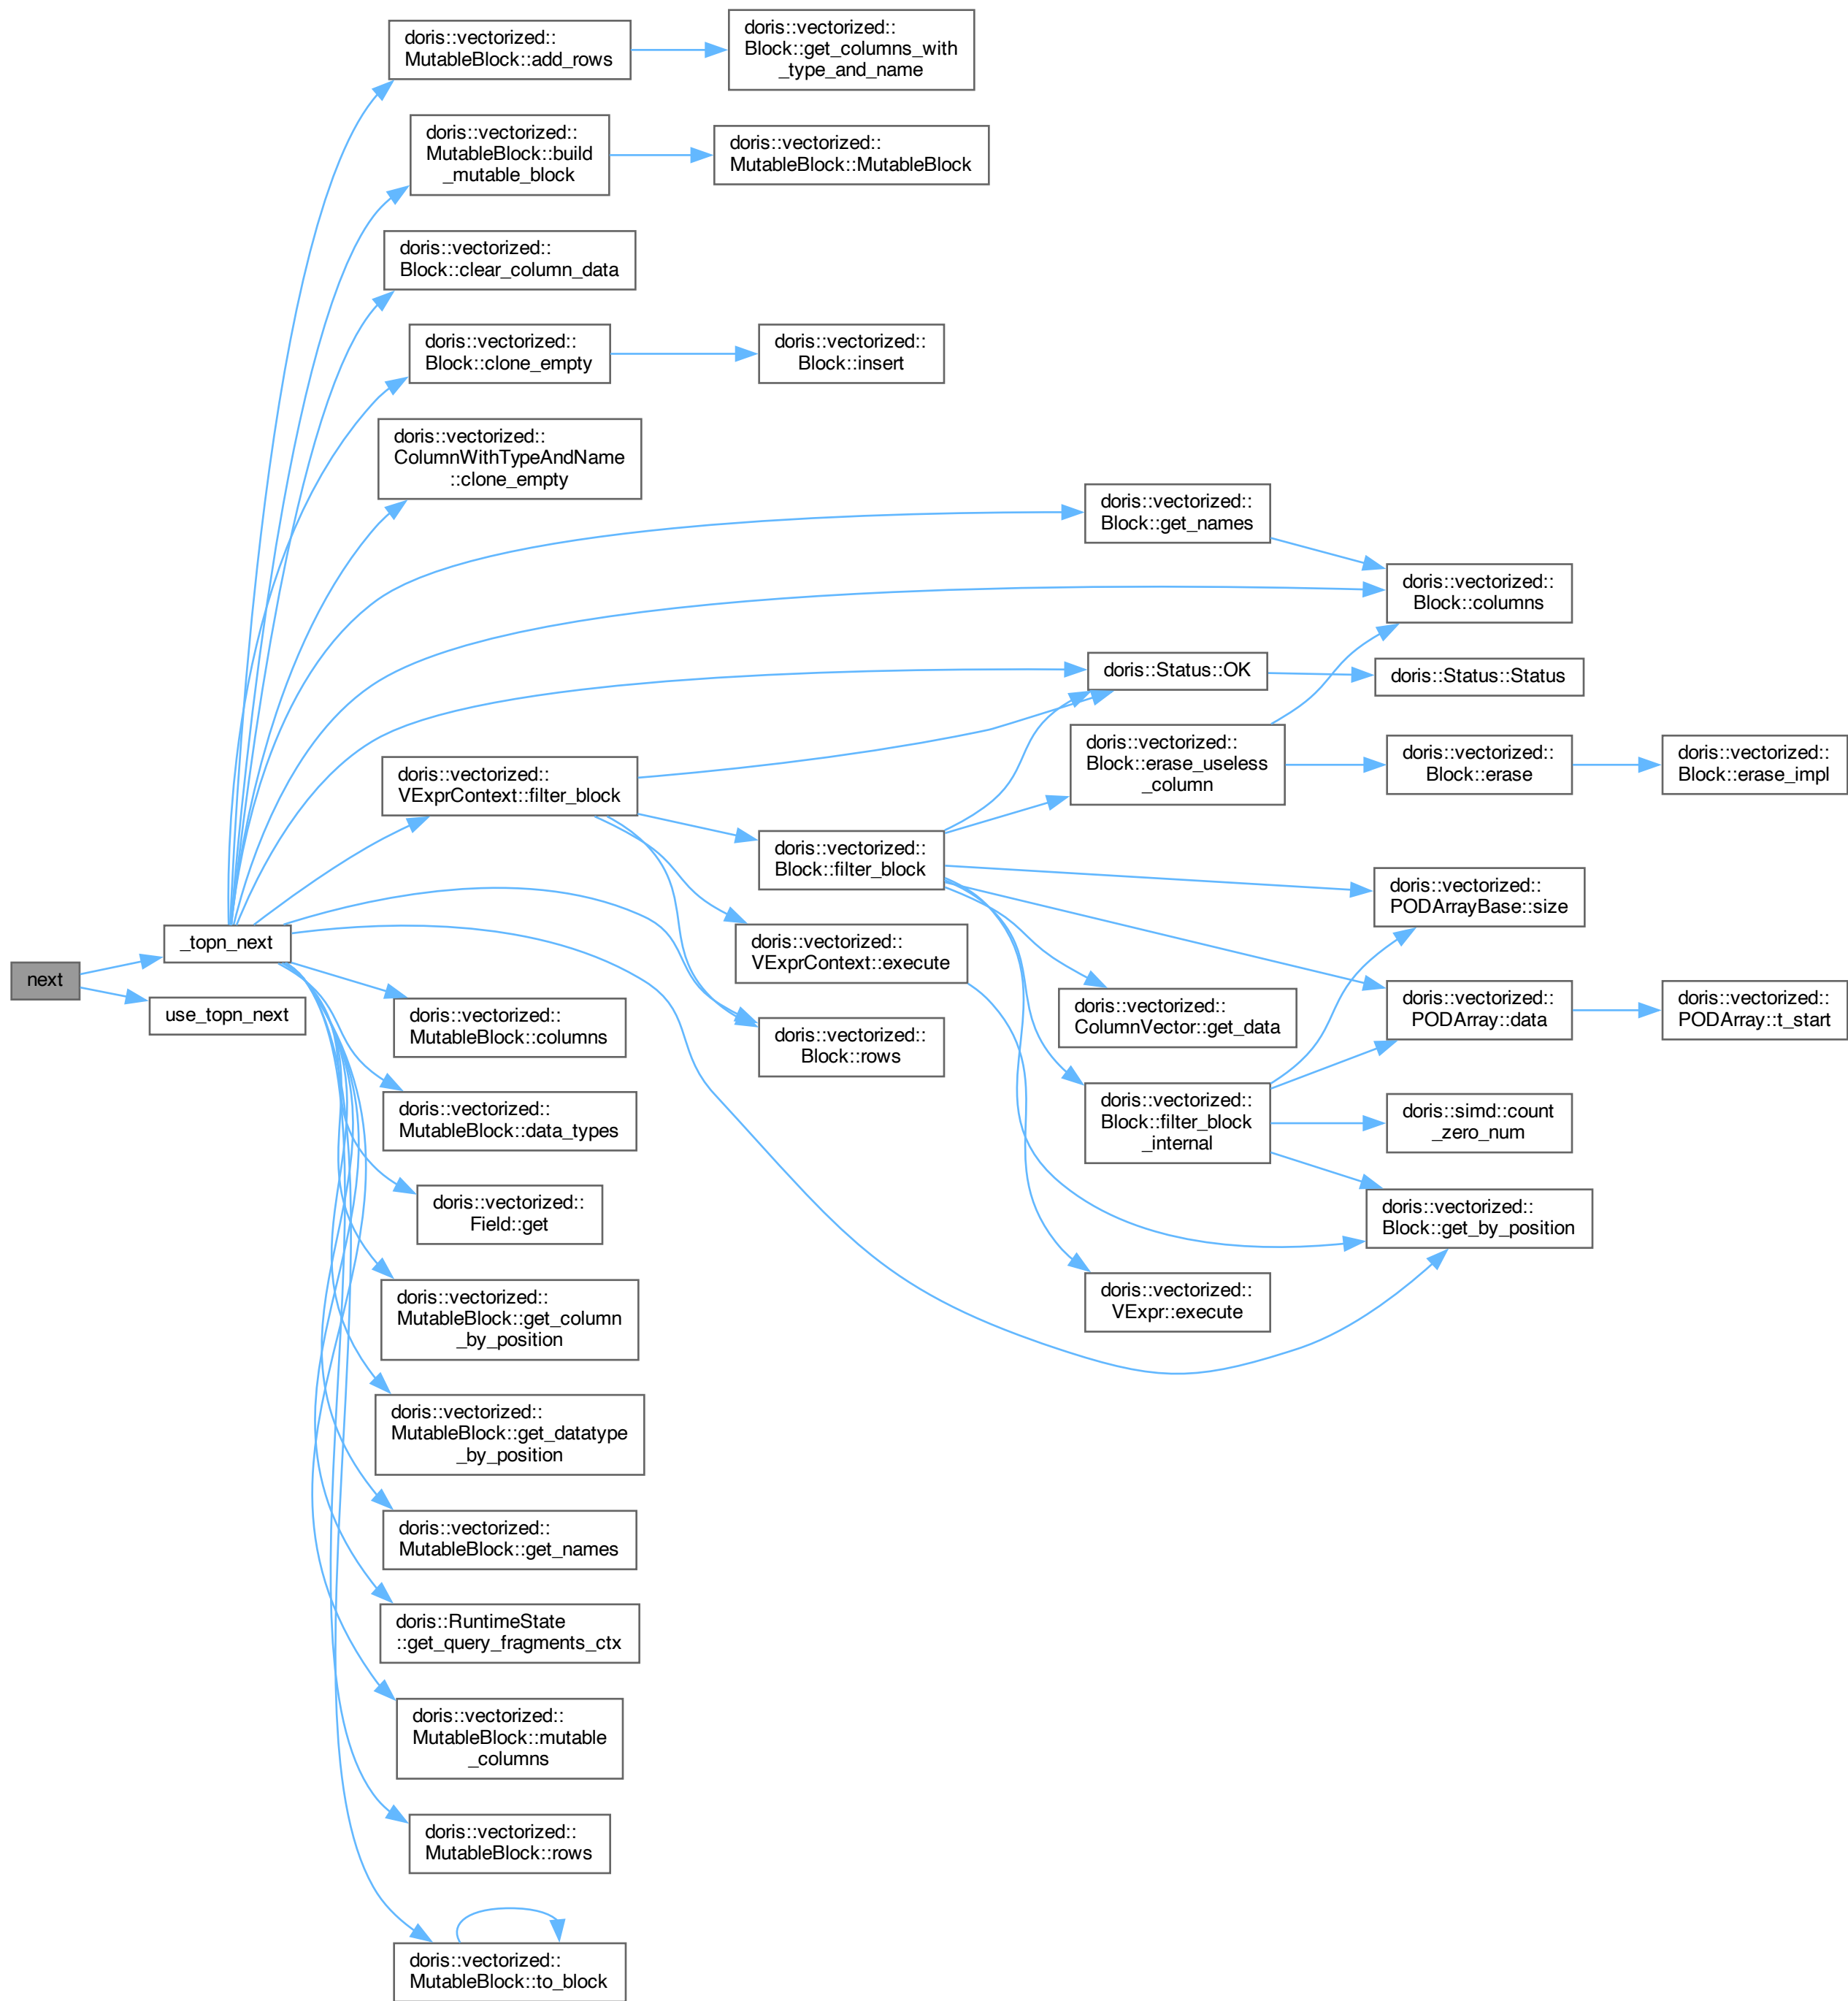 doris::vectorized::
MutableBlock::add_rows
doris::vectorized::
Block::get_columns_with
_type_and_name
doris::vectorized::
MutableBlock::build
_mutable_block
doris::vectorized::
MutableBlock::MutableBlock
doris::vectorized::
Block::clear_column_data
doris::vectorized::
Block::clone_empty
doris::vectorized::
Block::insert
doris::vectorized::
ColumnWithTypeAndName
::clone_empty
doris::vectorized::
Block::get_names
doris::vectorized::
Block::columns
doris::Status::OK
doris::Status::Status
doris::vectorized::
VExprContext::filter_block
doris::vectorized::
Block::erase_useless
_column
doris::vectorized::
Block::erase
doris::vectorized::
Block::erase_impl
doris::vectorized::
Block::filter_block
doris::vectorized::
PODArrayBase::size
_topn_next
next
use_topn_next
doris::vectorized::
VExprContext::execute
doris::vectorized::
ColumnVector::get_data
doris::vectorized::
PODArray::data
doris::vectorized::
PODArray::t_start
doris::vectorized::
MutableBlock::columns
doris::vectorized::
Block::rows
doris::vectorized::
MutableBlock::data_types
doris::vectorized::
Block::filter_block
_internal
doris::simd::count
_zero_num
doris::vectorized::
Field::get
doris::vectorized::
Block::get_by_position
doris::vectorized::
MutableBlock::get_column
_by_position
doris::vectorized::
VExpr::execute
doris::vectorized::
MutableBlock::get_datatype
_by_position
doris::vectorized::
MutableBlock::get_names
doris::RuntimeState
::get_query_fragments_ctx
doris::vectorized::
MutableBlock::mutable
_columns
doris::vectorized::
MutableBlock::rows
doris::vectorized::
MutableBlock::to_block